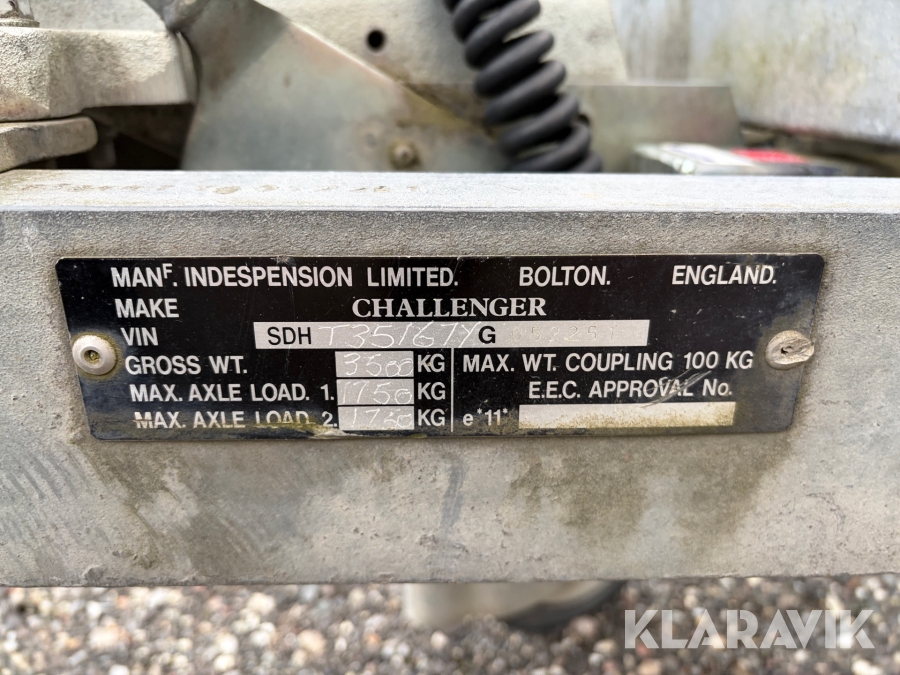 MANF. INDESPENSION LIMITED. BOLTON. ENGLAND.
MAKE CHALLENGER
VIN SDH T35167Y G
GROSS WT. 3500 KG MAX. WT. COUPLING 100 KG
MAX. AXLE LOAD. 1. 1750 KG E.E.C. APPROVAL No.
MAX. AXLE LOAD. 2. 1750 KG e*11*
KLARAVIK